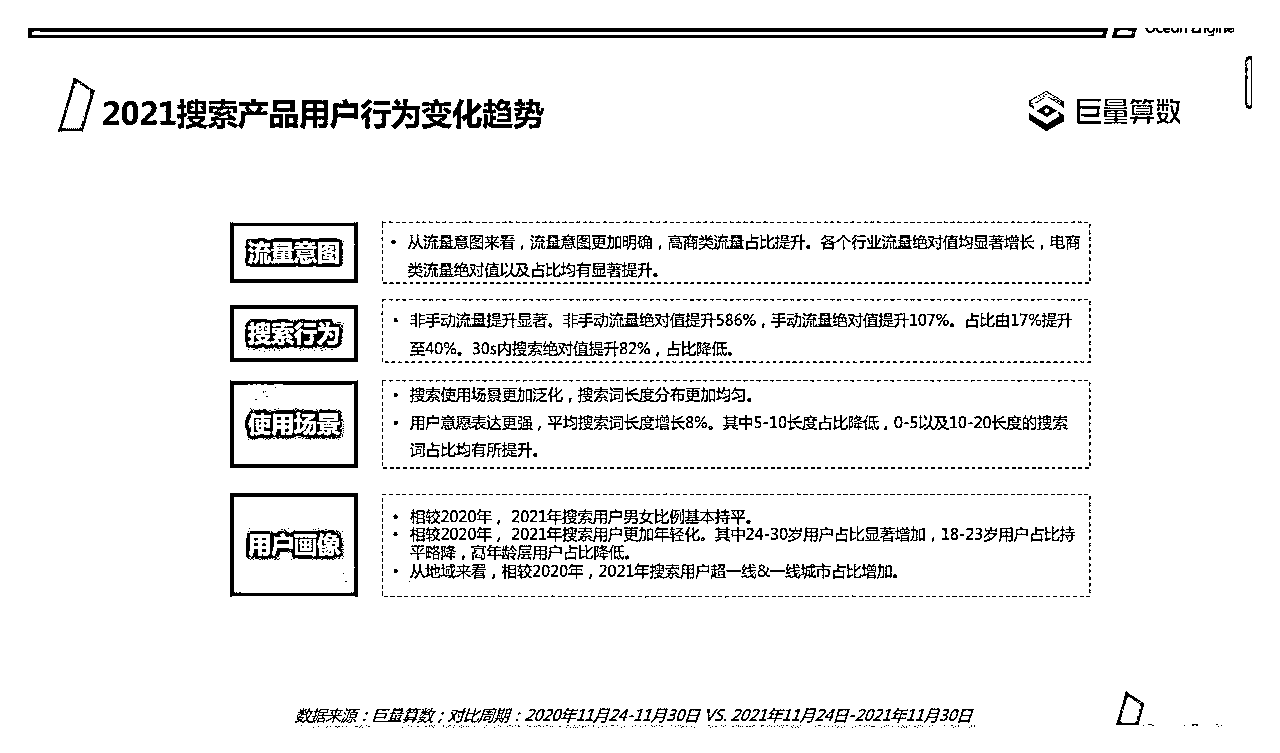 Ocean Engine
2021搜索产品用户行为变化趋势
巨量算数
流量意图
• 从流量意图来看，流量意图更加明确，高商类流量占比提升。各个行业流量绝对值均显著增长，电商
类流量绝对值以及占比均有显著提升。
搜索行为
• 非手动流量提升显著。非手动流量绝对值提升586%，手动流量绝对值提升107%。占比由17%提升
至40%。30s内搜索绝对值提升82%，占比降低。
使用场景
• 搜索使用场景更加泛化，搜索词长度分布更加均匀。
• 用户意愿表达更强，平均搜索词长度增长8%。其中5-10长度占比降低，0-5以及10-20长度的搜索
词占比均有所提升。
用户画像
• 相较2020年， 2021年搜索用户男女比例基本持平。
• 相较2020年， 2021年搜索用户更加年轻化。其中24-30岁用户占比显著增加，18-23岁用户占比持
平略降，高年龄层用户占比降低。
• 从地域来看，相较2020年，2021年搜索用户超一线&一线城市占比增加。
数据来源：巨量算数；对比周期：2020年11月24-11月30日 VS. 2021年11月24日-2021年11月30日